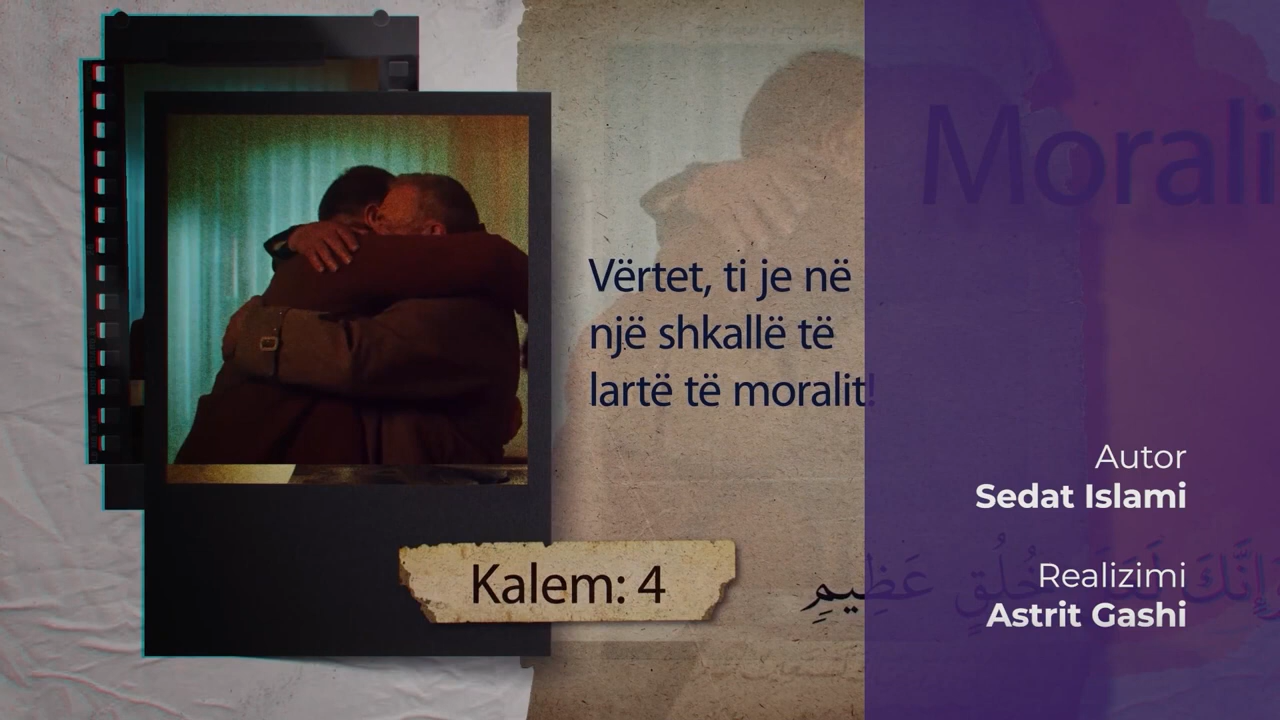 Morali
Vërtet, ti je në
një shkallë të
lartë të moralit!
Autor
Sedat Islami
وَإِنَّكَ لَعَلَىٰ خُلُقٍ عَظِيمٍ
Realizimi
Kalem: 4
Astrit Gashi